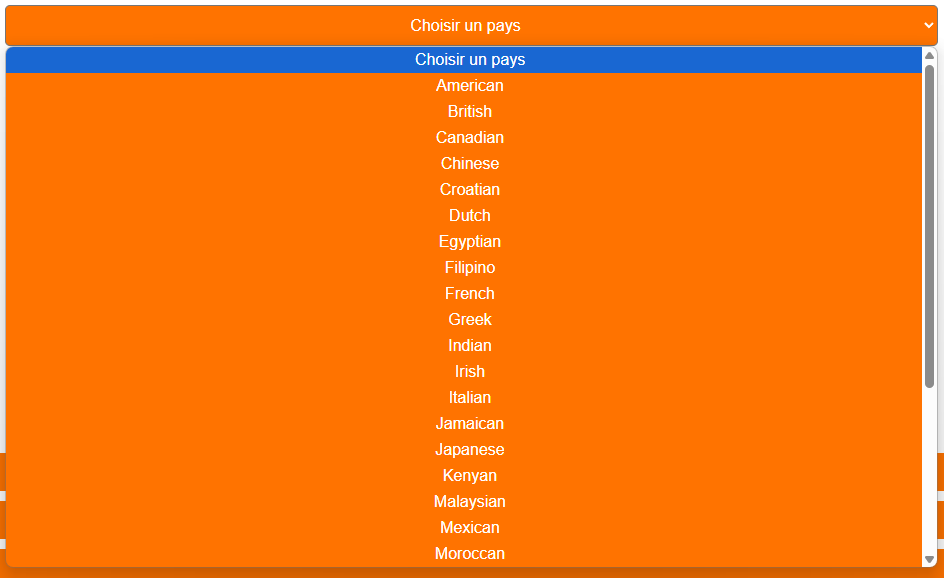 Choisir un pays
Choisir un pays
American
British
Canadian
Chinese
Croatian
Dutch
Egyptian
Filipino
French
Greek
Indian
Irish
Italian
Jamaican
Japanese
Kenyan
Malaysian
Mexican
Moroccan